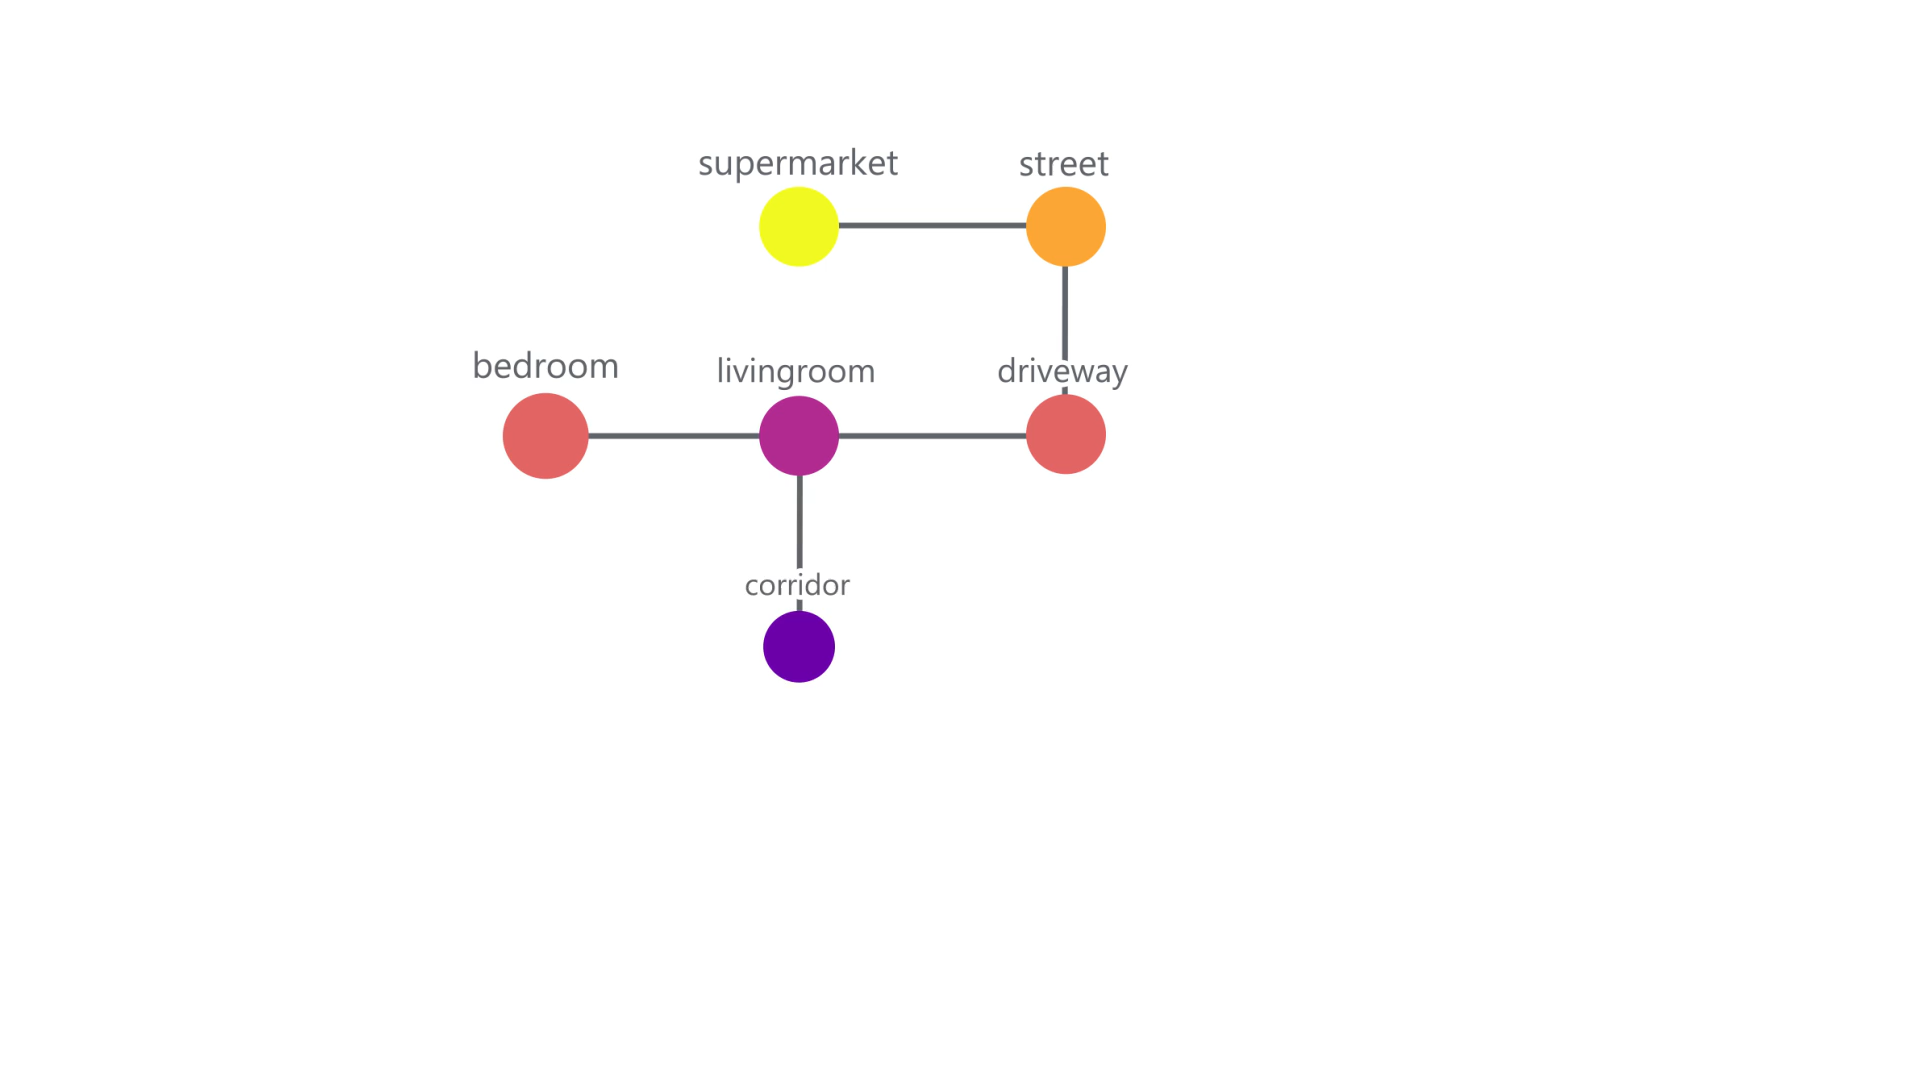 supermarket
street
bedroom
livingroom
driveway
corridor